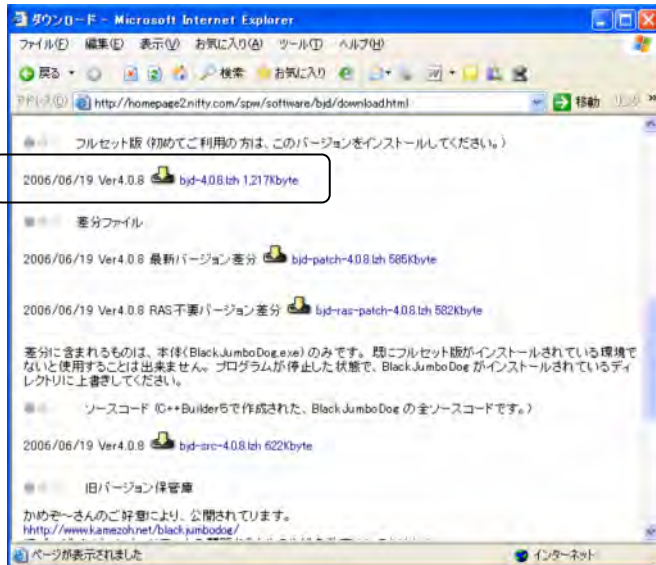 ダウンロード - Microsoft Internet Explorer
ファイル(F) 編集(E) 表示(V) お気に入り(A) ツール(T) ヘルプ(H)
戻る 検索 お気に入り
アドレス(D) http://homepage2.nifty.com/spw/software/bjd/download.html 移動 リンク »
フルセット版 (初めてご利用の方は、このバージョンをインストールしてください。)
2006/06/19 Ver4.0.8 bjd-4.0.8.lzh 1,217Kbyte
差分ファイル
2006/06/19 Ver4.0.8 最新バージョン差分 bjd-patch-4.0.8.lzh 585Kbyte
2006/06/19 Ver4.0.8 RAS不要バージョン差分 bjd-ras-patch-4.0.8.lzh 582Kbyte
差分に含まれるものは、本体(BlackJumboDog.exe)のみです。既にフルセット版がインストールされている環境で
ないと使用することは出来ません。プログラムが停止した状態で、BlackJumboDog がインストールされているディ
レクトリに上書きしてください。
ソースコード (C++Builder5で作成された、BlackJumboDog の全ソースコードです。)
2006/06/19 Ver4.0.8 bjd-src-4.0.8.lzh 622Kbyte
旧バージョン保管庫
かめぞ～さんのご好意により、公開されてります。
hhttp://www.kamezoh.net/blackjumbodog/
ページが表示されました インターネット